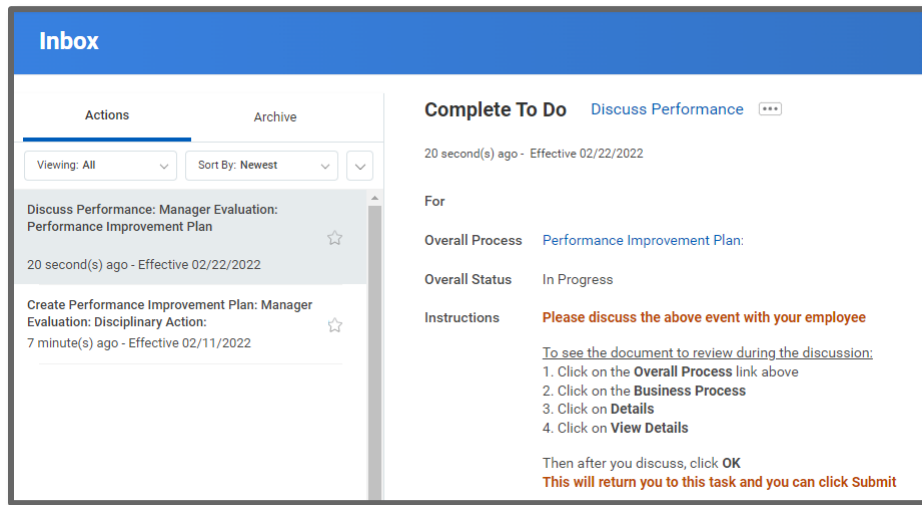 Inbox
Actions
Archive
Viewing: All
Sort By: Newest
Discuss Performance: Manager Evaluation:
Performance Improvement Plan
20 second(s) ago - Effective 02/22/2022
Create Performance Improvement Plan: Manager
Evaluation: Disciplinary Action:
7 minute(s) ago - Effective 02/11/2022
Complete To Do Discuss Performance
20 second(s) ago - Effective 02/22/2022
For
Overall Process Performance Improvement Plan:
Overall Status In Progress
Instructions Please discuss the above event with your employee
To see the document to review during the discussion:
1. Click on the Overall Process link above
2. Click on the Business Process
3. Click on Details
4. Click on View Details
Then after you discuss, click OK
This will return you to this task and you can click Submit